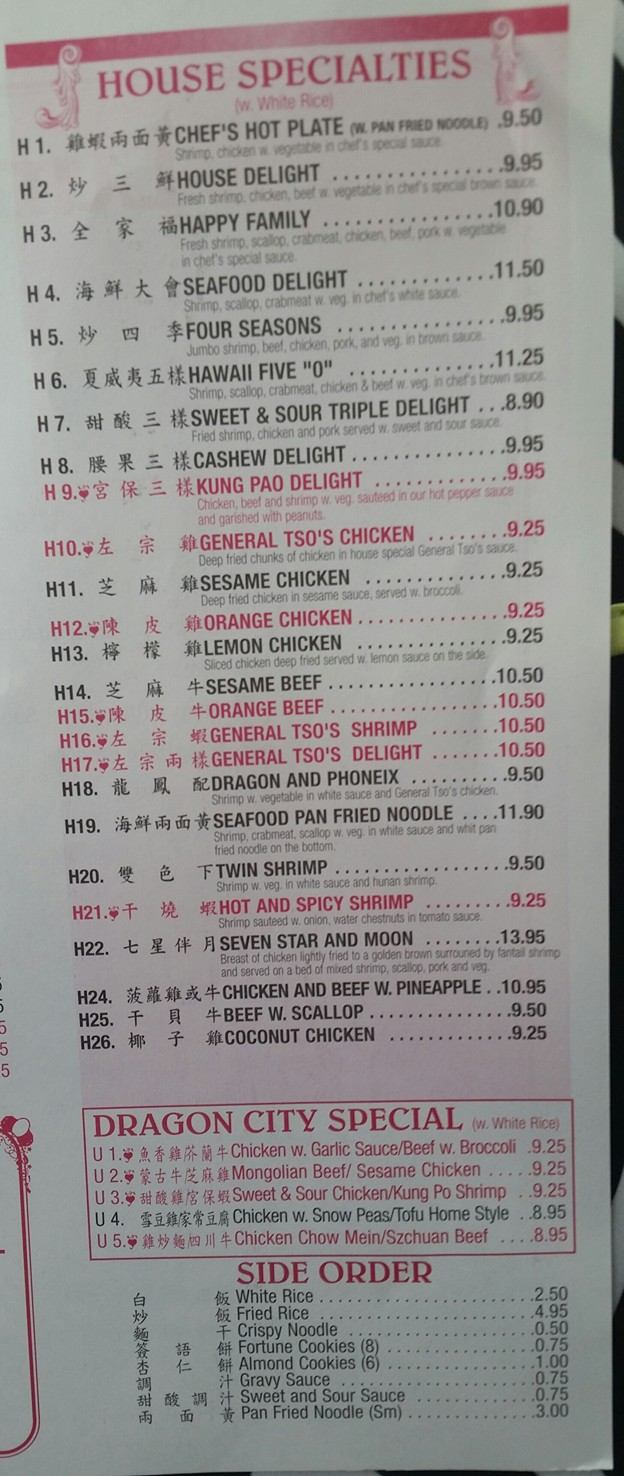 HOUSE SPECIALTIES
(w. White Rice)
H 1. 雞蝦兩面黃 CHEF'S HOT PLATE (W. PAN FRIED NOODLE) .9.50
Shrimp, chicken w. vegetable in chef's special sauce.
H 2. 炒 三 鮮 HOUSE DELIGHT ..................9.95
Fresh shrimp, chicken, beef w. vegetable in chef's special brown sauce.
H 3. 全 家 福 HAPPY FAMILY ..................10.90
Fresh shrimp, scallop, crabmeat, chicken, beef, pork w. vegetable
in chef's special sauce.
H 4. 海 鮮 大 會 SEAFOOD DELIGHT .............11.50
Shrimp, scallop, crabmeat w. veg. in chef's white sauce.
H 5. 炒 四 季 FOUR SEASONS .................9.95
Jumbo shrimp, beef, chicken, pork, and veg. in brown sauce.
H 6. 夏威夷五樣 HAWAII FIVE "0" ..............11.25
Shrimp, scallop, crabmeat, chicken & beef w. veg. in chef's brown sauce.
H 7. 甜 酸 三 樣 SWEET & SOUR TRIPLE DELIGHT ...8.90
Fried shrimp, chicken and pork served w. sweet and sour sauce.
H 8. 腰 果 三 樣 CASHEW DELIGHT ...............9.95
H 9. 宮 保 三 樣 KUNG PAO DELIGHT .............9.95
Chicken, beef and shrimp w. veg. sauteed in our hot pepper sauce
and garished with peanuts.
H10. 左 宗 雞 GENERAL TSO'S CHICKEN ........9.25
Deep fried chunks of chicken in house special General Tso's sauce.
H11. 芝 麻 雞 SESAME CHICKEN .............9.25
Deep fried chicken in sesame sauce, served w. broccoli.
H12. 陳 皮 雞 ORANGE CHICKEN ..............9.25
H13. 檸 檬 雞 LEMON CHICKEN ..............9.25
Sliced chicken deep fried served w. lemon sauce on the side.
H14. 芝 麻 牛 SESAME BEEF ................10.50
H15. 陳 皮 牛 ORANGE BEEF ................10.50
H16. 左 宗 蝦 GENERAL TSO'S SHRIMP .......10.50
H17. 左 宗 兩 樣 GENERAL TSO'S DELIGHT ......10.50
H18. 龍 鳳 配 DRAGON AND PHONEIX .........9.50
Shrimp w. vegetable in white sauce and General Tso's chicken.
H19. 海鮮兩面黃 SEAFOOD PAN FRIED NOODLE ....11.90
Shrimp, crabmeat, scallop w. veg. in white sauce and whit pan
fried noodle on the bottom.
H20. 雙 色 下 TWIN SHRIMP ................9.50
Shrimp w. veg. in white sauce and hunan shrimp.
H21. 干 燒 蝦 HOT AND SPICY SHRIMP .........9.25
Shrimp sauteed w. onion, water chestnuts in tomato sauce.
H22. 七 星 伴 月 SEVEN STAR AND MOON ........13.95
Breast of chicken lightly fried to a golden brown surrouned by fantail shrimp
and served on a bed of mixed shrimp, scallop, pork and veg.
H24. 菠蘿雞或牛 CHICKEN AND BEEF W. PINEAPPLE ..10.95
H25. 干 貝 牛 BEEF W. SCALLOP .............9.50
H26. 椰 子 雞 COCONUT CHICKEN ............9.25
DRAGON CITY SPECIAL (w. White Rice)
U 1. 魚香雞芥蘭牛 Chicken w. Garlic Sauce/Beef w. Broccoli .9.25
U 2. 蒙古牛芝麻雞 Mongolian Beef/ Sesame Chicken .....9.25
U 3. 甜酸雞宮保蝦 Sweet & Sour Chicken/Kung Po Shrimp ..9.25
U 4. 雪豆雞家常豆腐 Chicken w. Snow Peas/Tofu Home Style ..8.95
U 5. 雞炒麵四川牛 Chicken Chow Mein/Szchuan Beef ....8.95
SIDE ORDER
白 飯 White Rice ......................2.50
炒 飯 Fried Rice ......................4.95
麵 干 Crispy Noodle ...................0.50
簽 語 餅 Fortune Cookies (8) ...............0.75
杏 仁 餅 Almond Cookies (6) ...............1.00
調 汁 Gravy Sauce ....................0.75
甜 酸 調 汁 Sweet and Sour Sauce ............0.75
兩 面 黃 Pan Fried Noodle (Sm) .............3.00
5
5
5
5
5